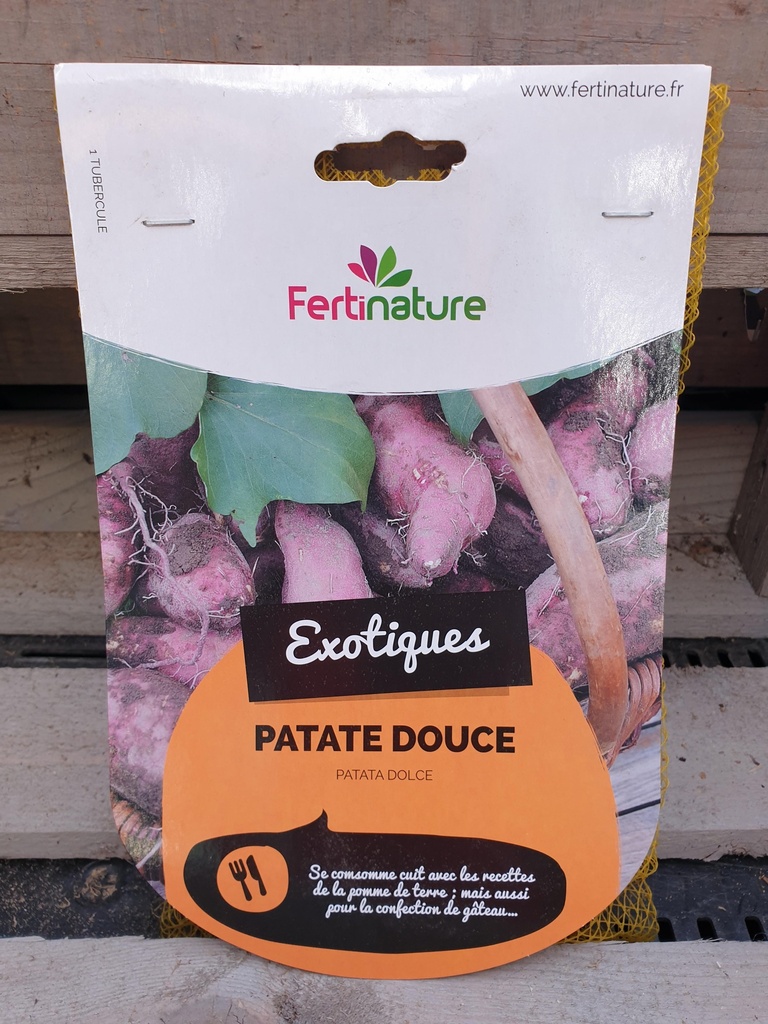 www.fertinature.fr
1 TUBERCULE
Fertinature
Exotiques
PATATE DOUCE
PATATA DOLCE
Se comsomme cuit avec les recettes
de la pomme de terre ; mais aussi
pour la confection de gâteau...